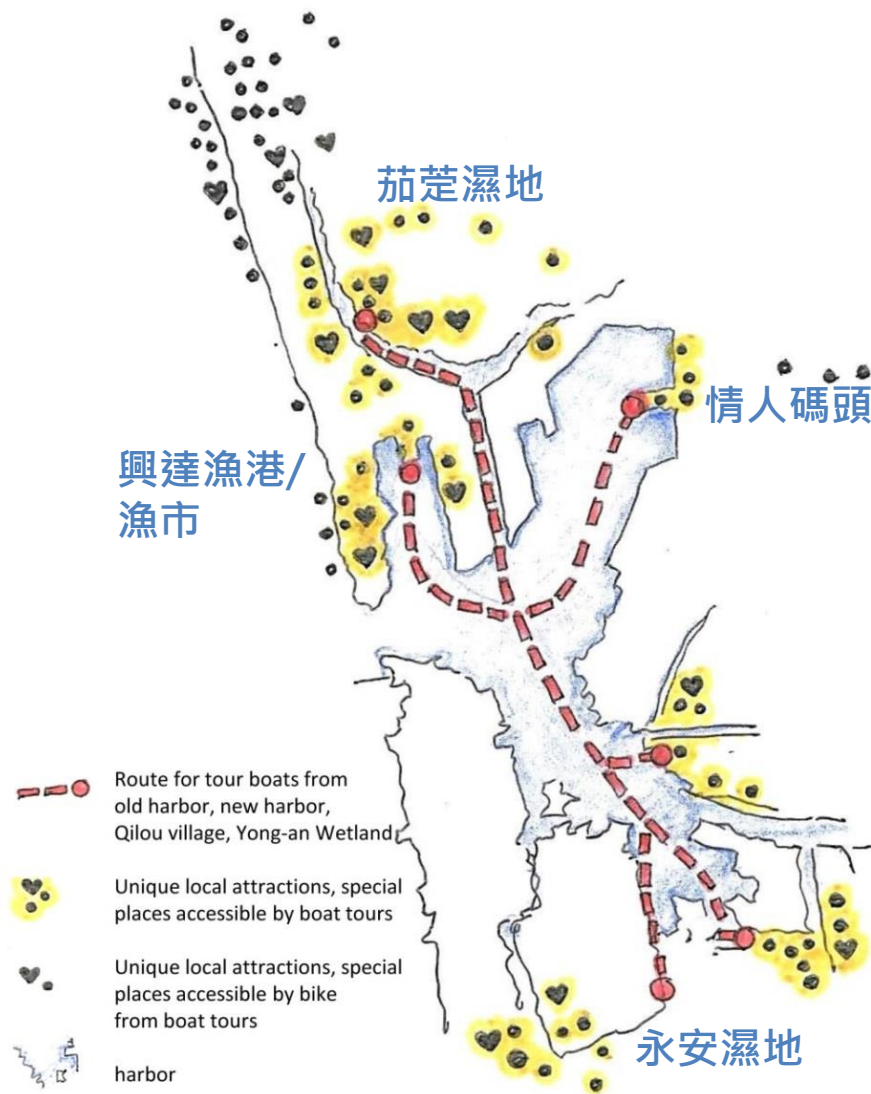 茄萣濕地
情人碼頭
興達漁港/
漁市
Route for tour boats from
old harbor, new harbor,
Qilou village, Yong-an Wetland
Unique local attractions, special
places accessible by boat tours
Unique local attractions, special
places accessible by bike
from boat tours
永安濕地
harbor